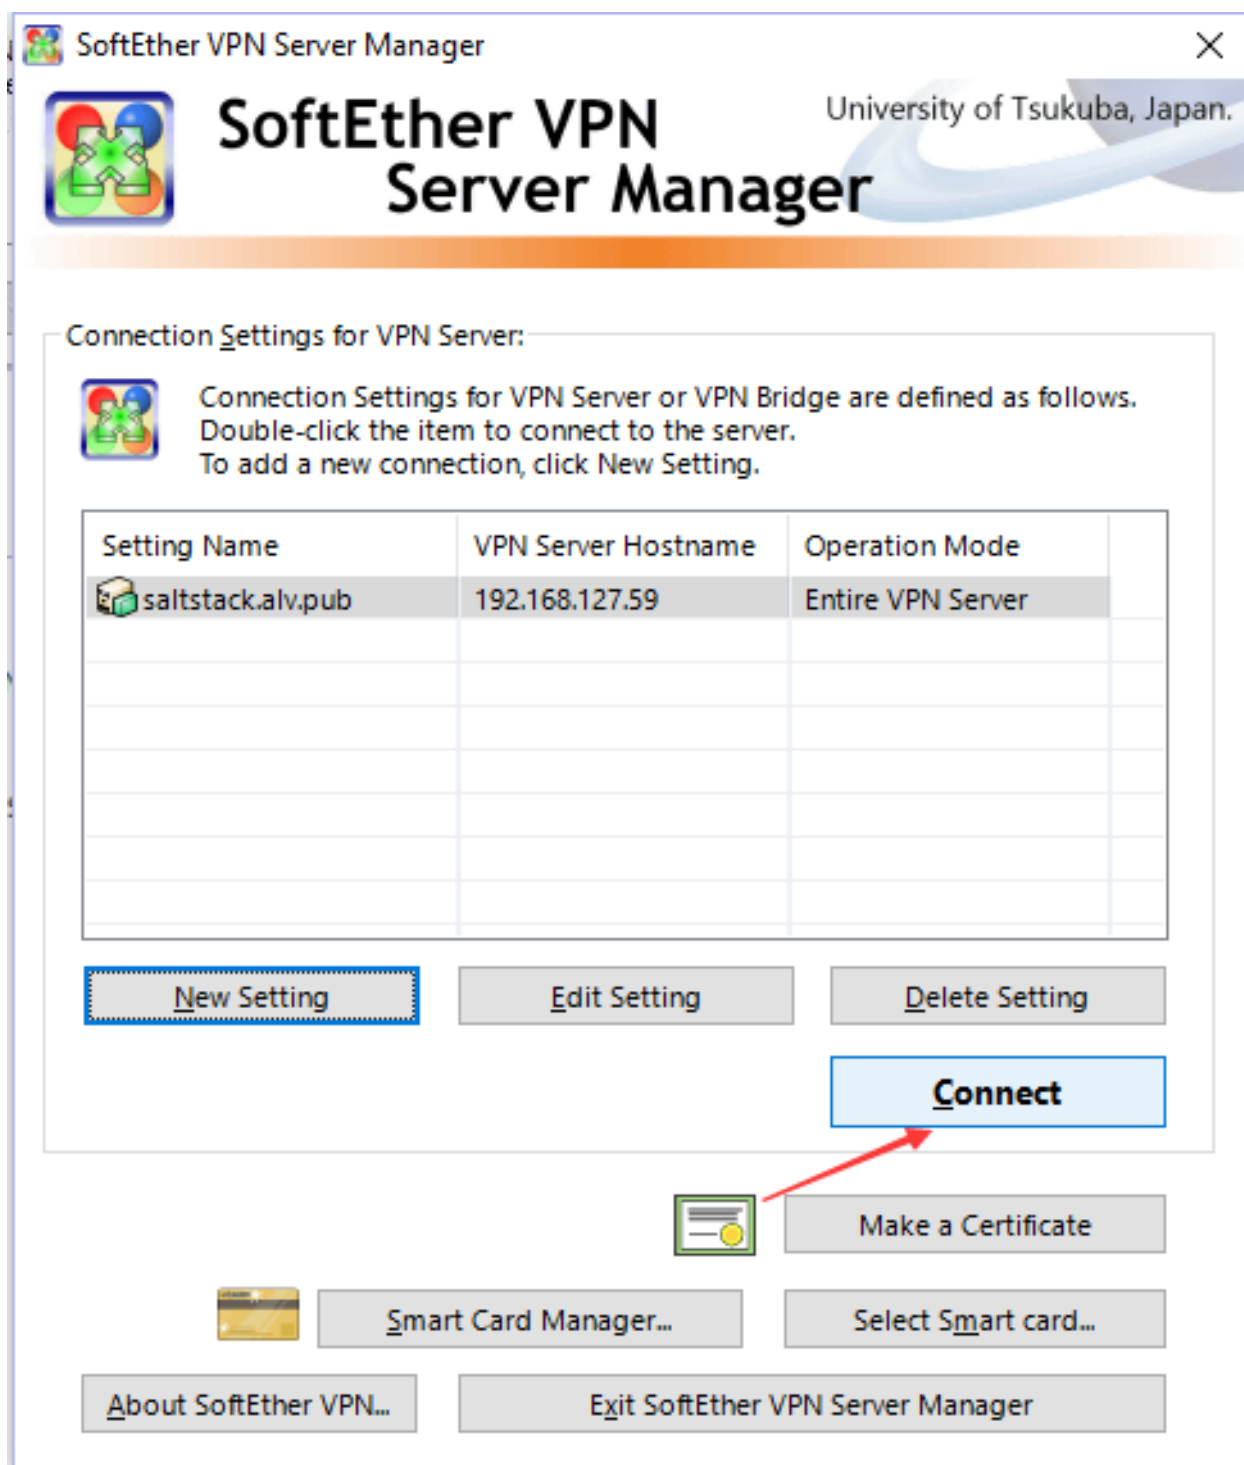 SoftEther VPN Server Manager
University of Tsukuba, Japan.
SoftEther VPN
Server Manager
Connection Settings for VPN Server:
Connection Settings for VPN Server or VPN Bridge are defined as follows.
Double-click the item to connect to the server.
To add a new connection, click New Setting.
Setting Name VPN Server Hostname Operation Mode
saltstack.alv.pub 192.168.127.59 Entire VPN Server
New Setting Edit Setting Delete Setting
Connect
Make a Certificate
Smart Card Manager... Select Smart card...
About SoftEther VPN... Exit SoftEther VPN Server Manager